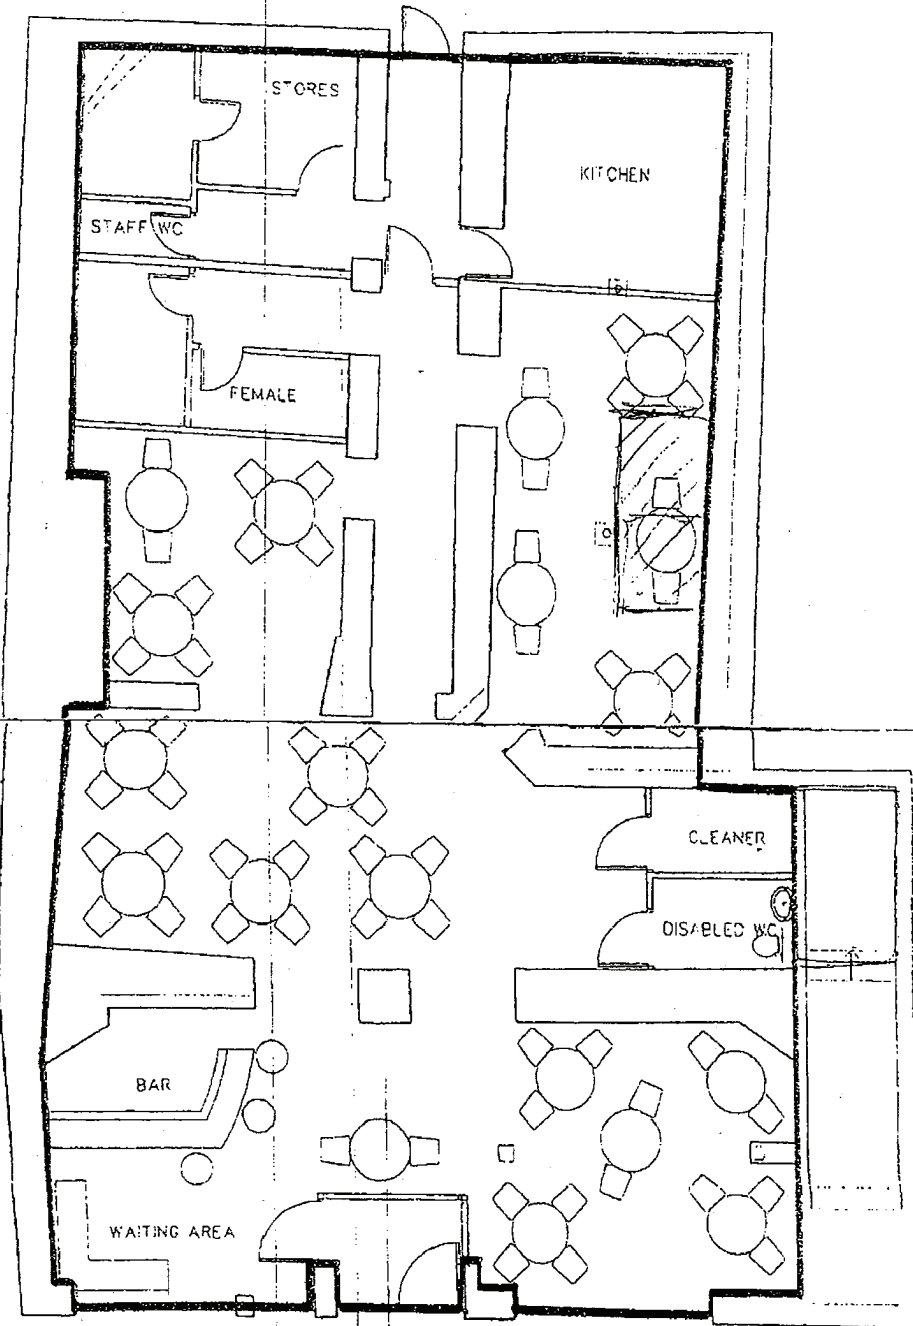 STORES
KITCHEN
STAFF WC
FEMALE
CLEANER
DISABLED WC
BAR
WAITING AREA